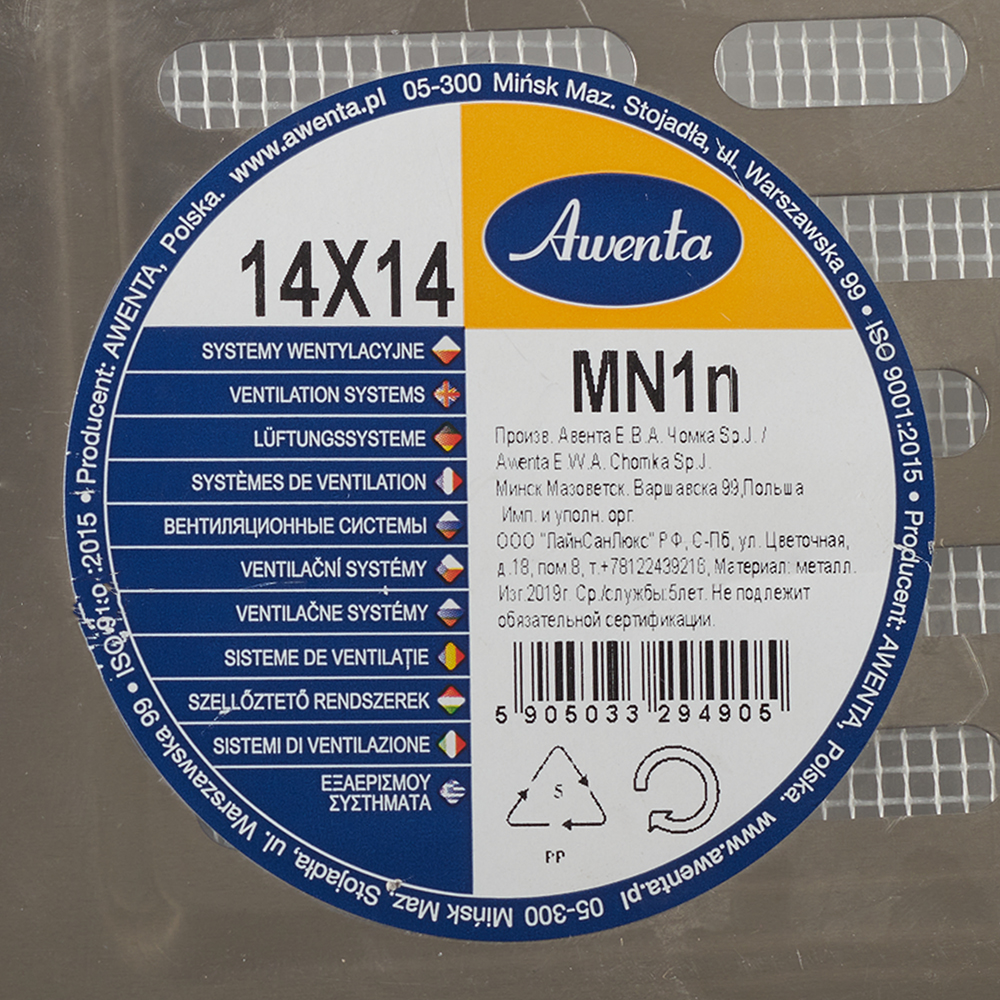 • Producent: AWENTA, Polska. www.awenta.pl 05-300 Mińsk Maz. Stojadła, ul. Warszawska 99 • ISO 9001:2015
• Producent: AWENTA, Polska. www.awenta.pl 05-300 Mińsk Maz. Stojadła, ul. Warszawska 99 • :2015
14X14
Awenta
SYSTEMY WENTYLACYJNE
VENTILATION SYSTEMS
LÜFTUNGSSYSTEME
SYSTÈMES DE VENTILATION
ВЕНТИЛЯЦИОННЫЕ СИСТЕМЫ
VENTILAČNÍ SYSTÉMY
VENTILAČNE SYSTÉMY
SISTEME DE VENTILAŢIE
SZELLŐZTETŐ RENDSZEREK
SISTEMI DI VENTILAZIONE
ΕΞΑΕΡΙΣΜΟΥ
ΣΥΣΤΗΜΑΤΑ
MN1n
Произв. Авента Е.В.А. Чомка Sp.J. /
Awenta E.W.A. Chomka Sp.J.
Минск Мазоветск. Варшавска 99,Польша
Имп. и уполн. орг.
ООО "ЛайнСанЛюкс" РФ, С-Пб, ул. Цветочная,
д.18, пом.8, т.+78122439216, Материал: металл.
Изг.2019г. Ср./службы:5лет. Не подлежит
обязательной сертификации.
5 905033 294905
5
PP